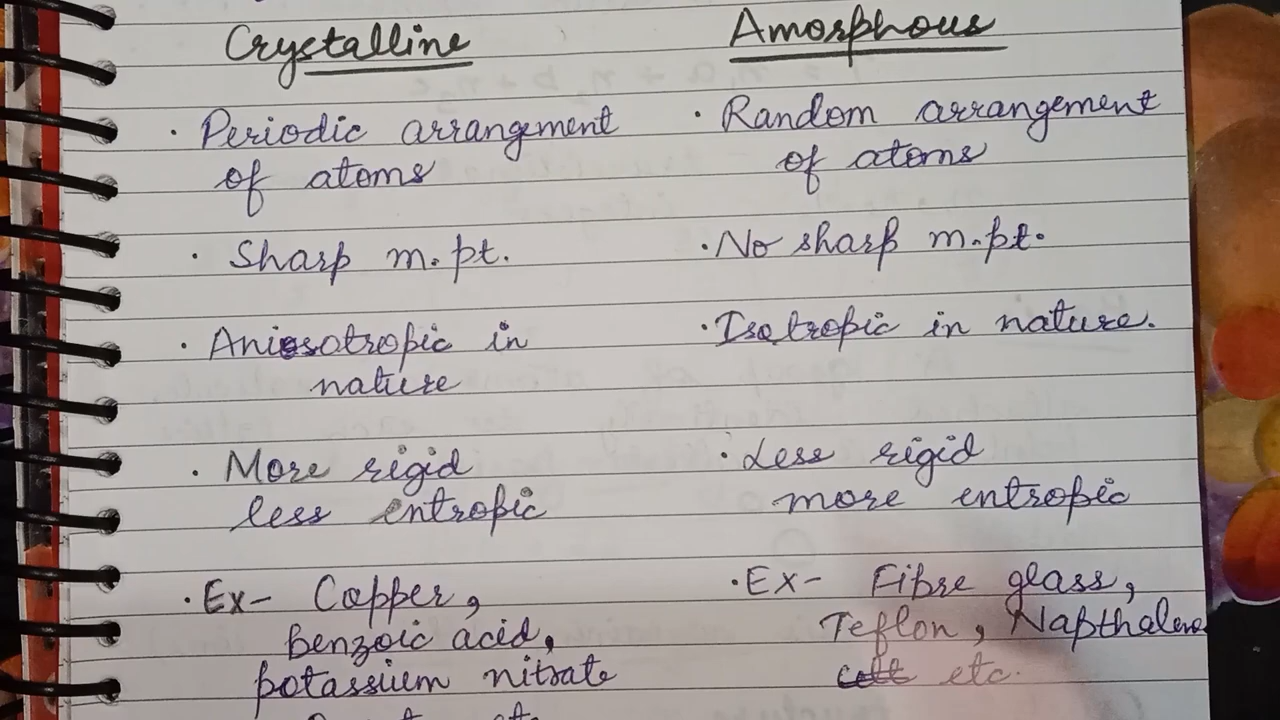 Crystalline
Amorphous
· Periodic arrangement
of atoms
· Random arrangement
of atoms
· Sharp m.pt.
· No sharp m.pt.
· Anisotropic in
nature
· Isotropic in nature.
· More rigid
less entropic
· Less rigid
more entropic
· Ex- Copper,
Benzoic acid,
potassium nitrate
· Ex- Fibre glass,
Teflon, Napthalene
etc.